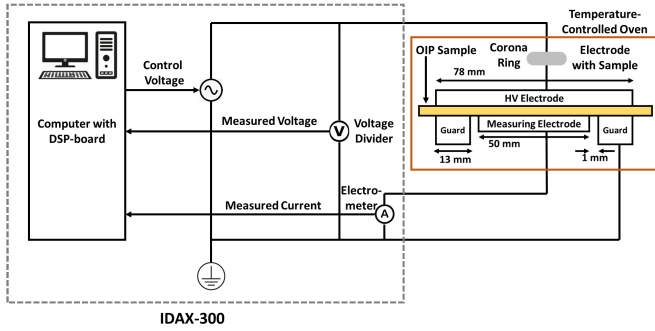 Temperature-
Controlled Oven
OIP Sample
Corona
Ring
Electrode
with Sample
78 mm
HV Electrode
Guard
Measuring Electrode
Guard
50 mm
13 mm
1 mm
Control
Voltage
Computer with
DSP-board
Measured Voltage
V
Voltage
Divider
Electro-
meter
Measured Current
A
IDAX-300